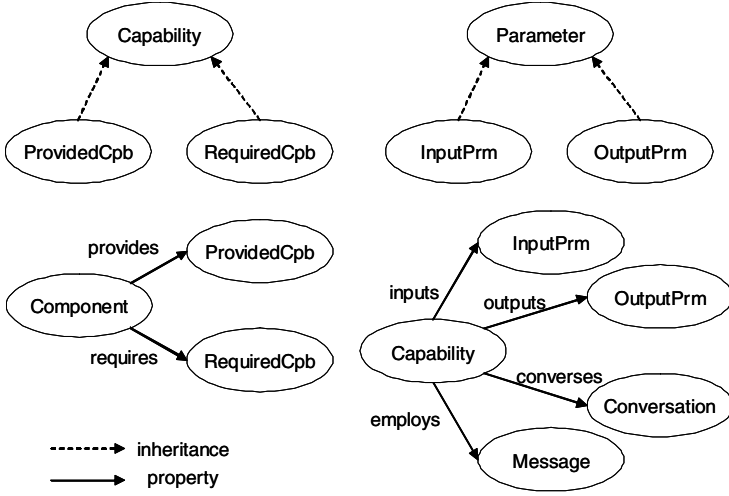 Capability
Parameter
ProvidedCpb
RequiredCpb
InputPrm
OutputPrm
provides
ProvidedCpb
Component
requires
RequiredCpb
InputPrm
inputs
outputs
OutputPrm
Capability
converses
Conversation
employs
Message
inheritance
property